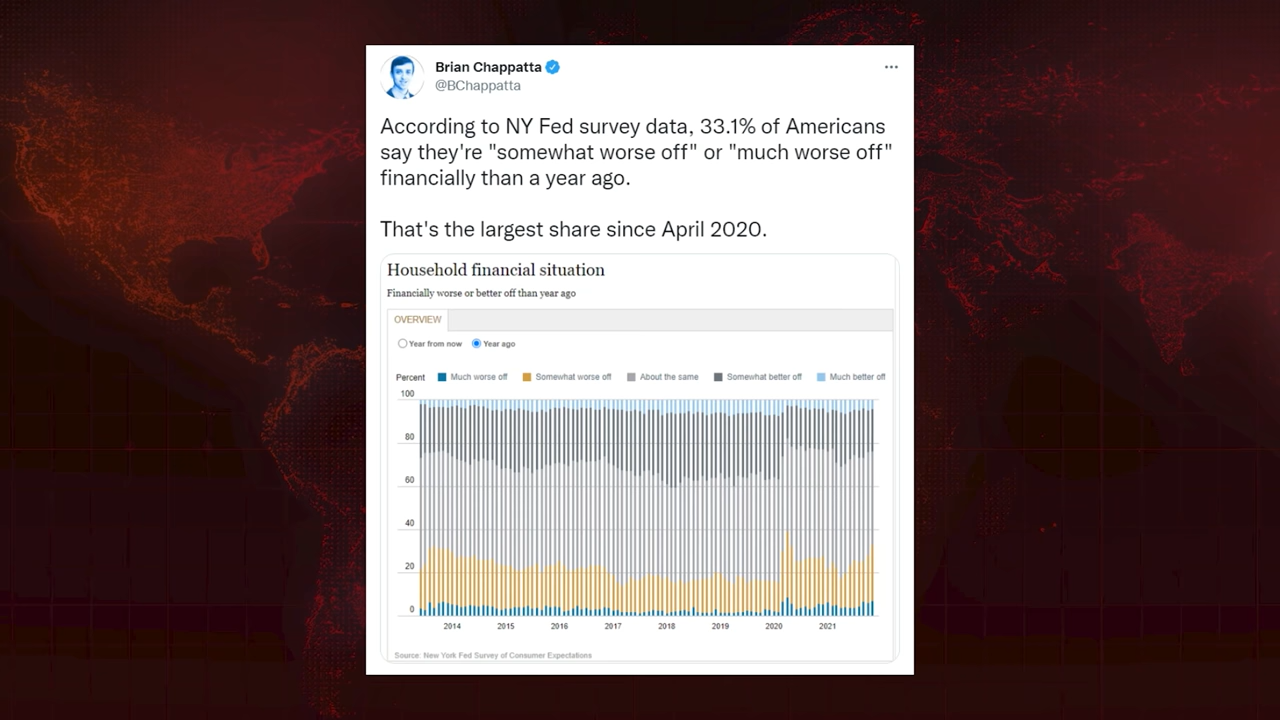 Brian Chappatta
@BChappatta
According to NY Fed survey data, 33.1% of Americans
say they're "somewhat worse off" or "much worse off"
financially than a year ago.
That's the largest share since April 2020.
Household financial situation
Financially worse or better off than year ago
OVERVIEW
Year from now Year ago
Percent Much worse off Somewhat worse off About the same Somewhat better off Much better off
100
80
60
40
20
0
2014 2015 2016 2017 2018 2019 2020 2021
Source: New York Fed Survey of Consumer Expectations